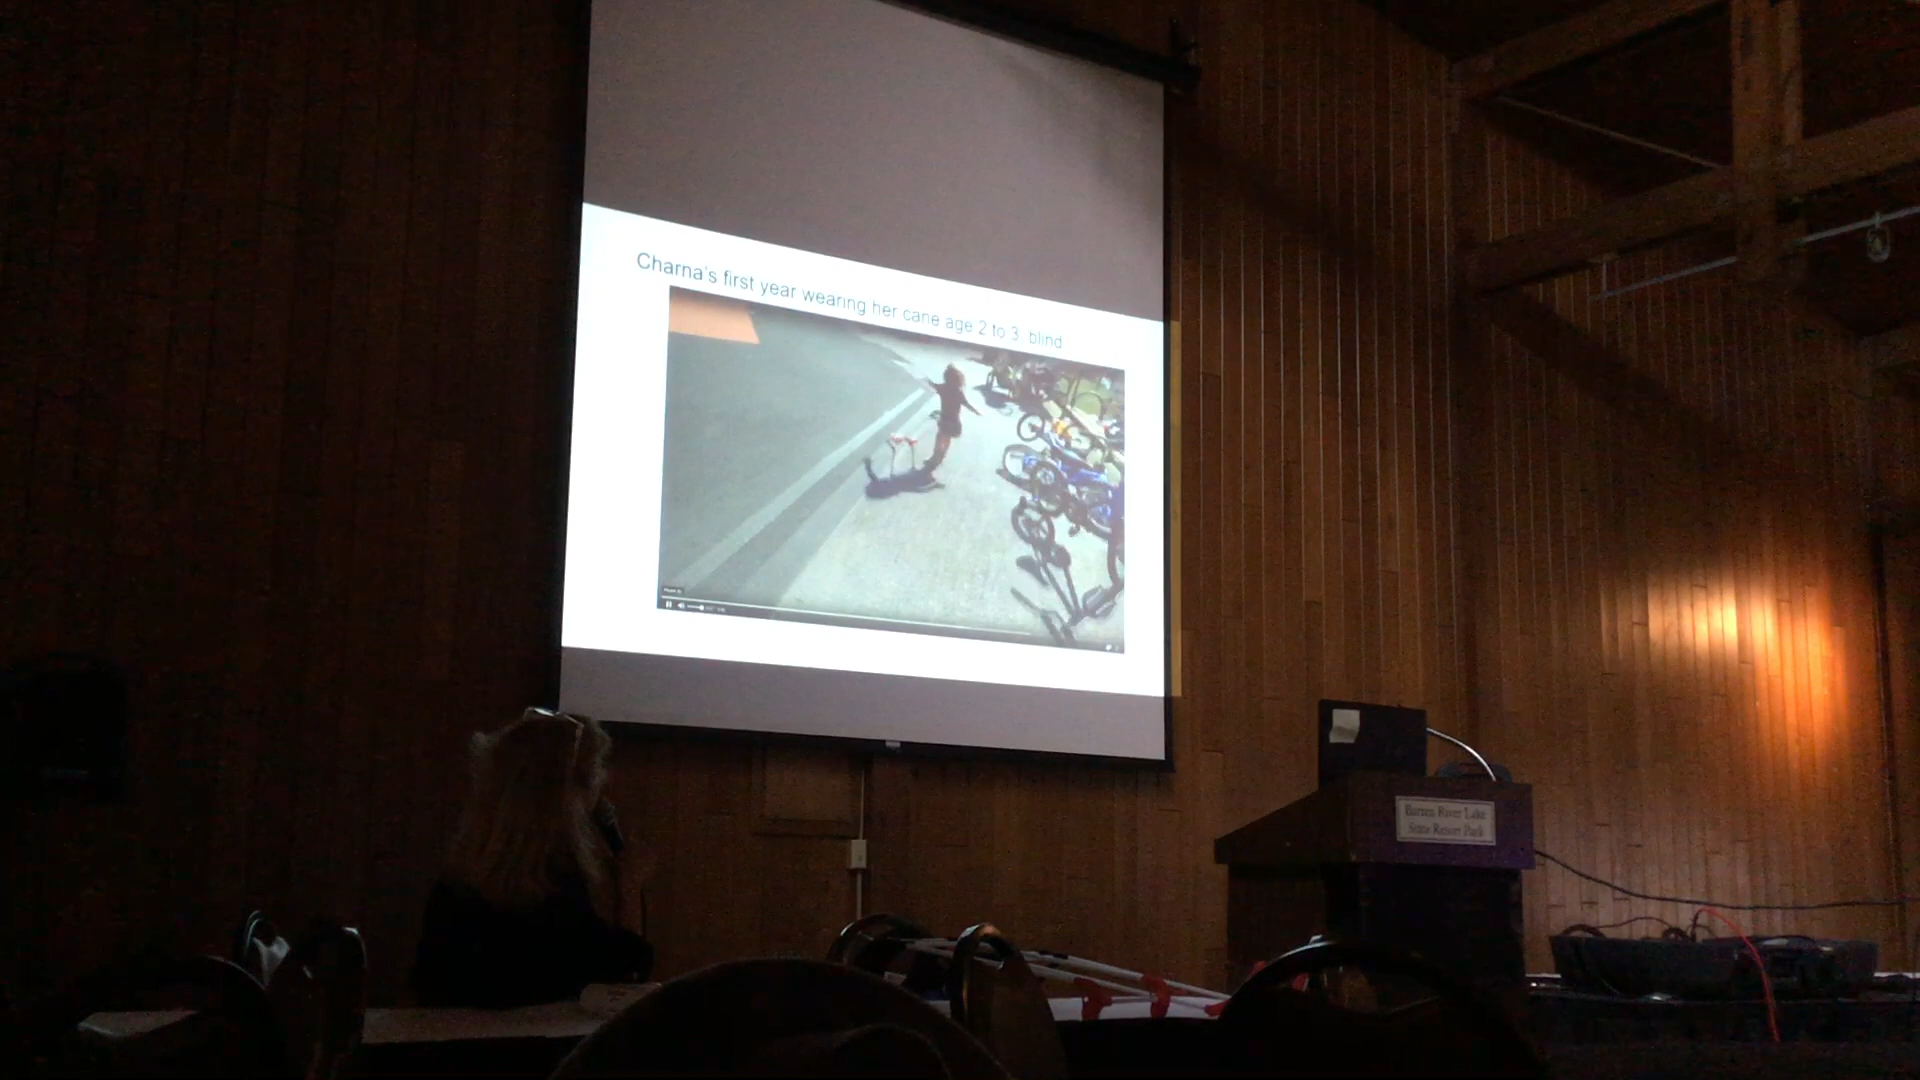 Charna's first year wearing her cane age 2 to 3, blind
Barren River Lake
State Resort Park